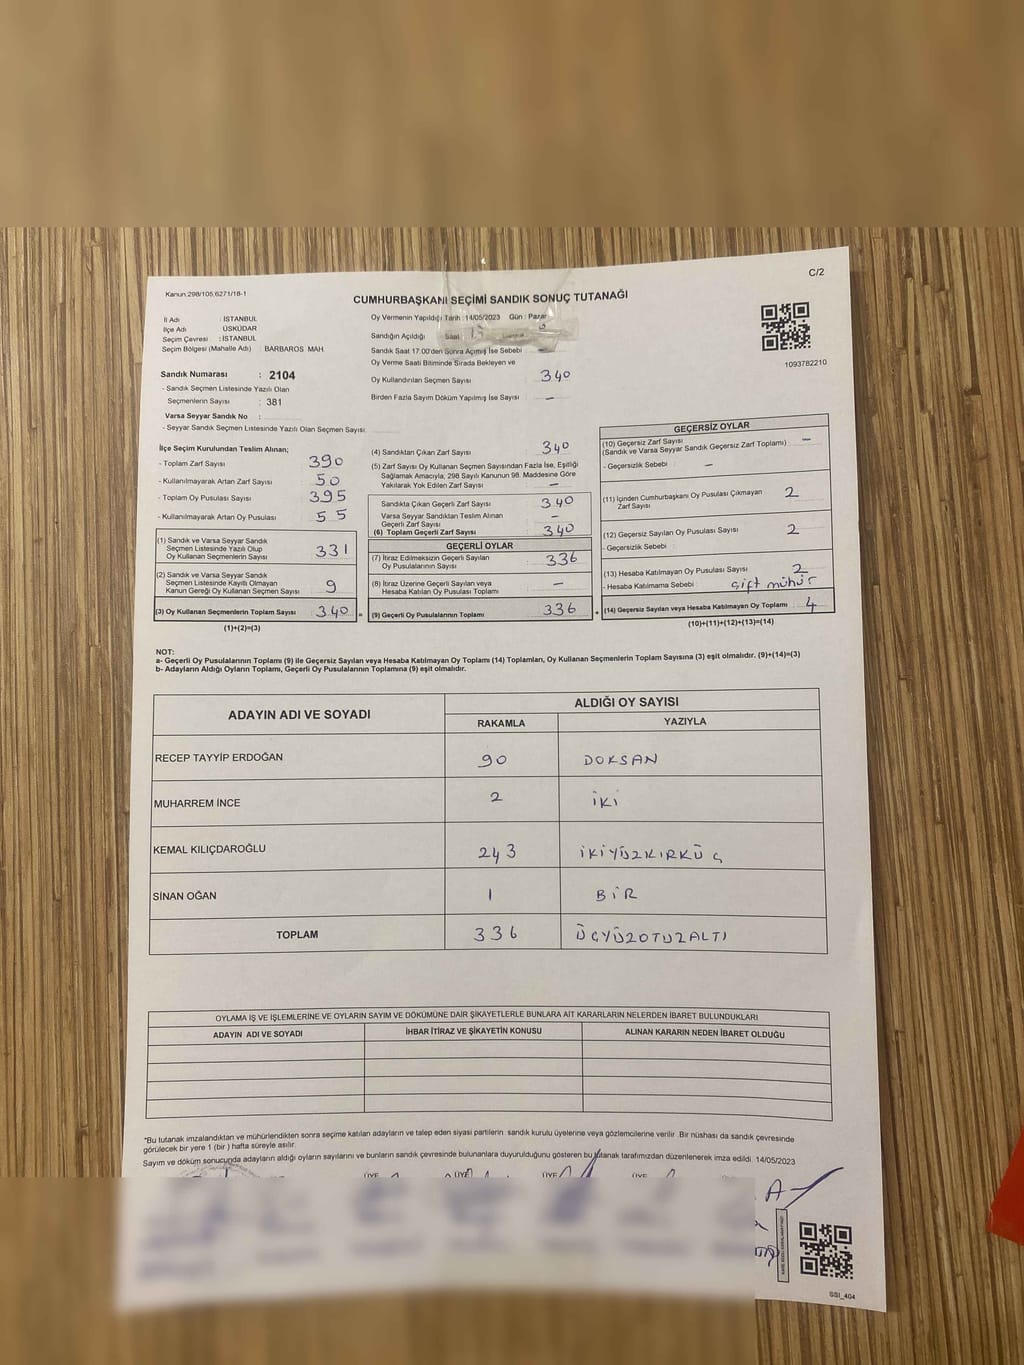 Kanun.298/105,6271/18-1
C/2
CUMHURBAŞKANI SEÇİMİ SANDIK SONUÇ TUTANAĞI
İl Adı : İSTANBUL
İlçe Adı ÜSKÜDAR
Seçim Çevresi : İSTANBUL
Seçim Bölgesi (Mahalle Adı) : BARBAROS MAH.
Sandık Numarası : 2104
- Sandık Seçmen Listesinde Yazılı Olan
Seçmenlerin Sayısı : 381
Varsa Seyyar Sandık No :
- Seyyar Sandık Seçmen Listesinde Yazılı Olan Seçmen Sayısı:
Oy Vermenin Yapıldığı Tarih :14/05/2023 Gün : Pazar
Sandığın Açıldığı Saat :
Sandık Saat 17:00'den Sonra Açılmış İse Sebebi
Oy Verme Saati Bitiminde Sırada Bekleyen ve
Oy Kullandırılan Seçmen Sayısı 340
Birden Fazla Sayım Döküm Yapılmış İse Sayısı –
1093782210
İlçe Seçim Kurulundan Teslim Alınan;
- Toplam Zarf Sayısı 390
- Kullanılmayarak Artan Zarf Sayısı 50
- Toplam Oy Pusulası Sayısı 395
- Kullanılmayarak Artan Oy Pusulası 55
(1) Sandık ve Varsa Seyyar Sandık
Seçmen Listesinde Yazılı Olup
Oy Kullanan Seçmenlerin Sayısı 331
(2) Sandık ve Varsa Seyyar Sandık
Seçmen Listesinde Kayıtlı Olmayan
Kanun Gereği Oy Kullanan Seçmen Sayısı 9
(3) Oy Kullanan Seçmenlerin Toplam Sayısı 340 =
(1)+(2)=(3)
(4) Sandıktan Çıkan Zarf Sayısı 340
(5) Zarf Sayısı Oy Kullanan Seçmen Sayısından Fazla İse, Eşitliği
Sağlamak Amacıyla, 298 Sayılı Kanunun 98. Maddesine Göre
Yakılarak Yok Edilen Zarf Sayısı –
Sandıkta Çıkan Geçerli Zarf Sayısı 340
Varsa Seyyar Sandıktan Teslim Alınan
Geçerli Zarf Sayısı –
(6) Toplam Geçerli Zarf Sayısı 340
GEÇERLİ OYLAR
(7) İtiraz Edilmeksizin Geçerli Sayılan
Oy Pusulalarının Sayısı 336
(8) İtiraz Üzerine Geçerli Sayılan veya
Hesaba Katılan Oy Pusulası Toplamı –
(9) Geçerli Oy Pusulalarının Toplamı 336 +
GEÇERSİZ OYLAR
(10) Geçersiz Zarf Sayısı
(Sandık ve Varsa Seyyar Sandık Geçersiz Zarf Toplamı) –
- Geçersizlik Sebebi –
(11) İçinden Cumhurbaşkanı Oy Pusulası Çıkmayan
Zarf Sayısı 2
(12) Geçersiz Sayılan Oy Pusulası Sayısı 2
- Geçersizlik Sebebi
(13) Hesaba Katılmayan Oy Pusulası Sayısı 2
- Hesaba Katılmama Sebebi çift mühür
(14) Geçersiz Sayılan veya Hesaba Katılmayan Oy Toplamı 4
(10)+(11)+(12)+(13)=(14)
NOT:
a- Geçerli Oy Pusulalarının Toplamı (9) ile Geçersiz Sayılan veya Hesaba Katılmayan Oy Toplamı (14) Toplamları, Oy Kullanan Seçmenlerin Toplam Sayısına (3) eşit olmalıdır. (9)+(14)=(3)
b- Adayların Aldığı Oyların Toplamı, Geçerli Oy Pusulalarının Toplamına (9) eşit olmalıdır.
ADAYIN ADI VE SOYADI
ALDIĞI OY SAYISI
RAKAMLA YAZIYLA
RECEP TAYYİP ERDOĞAN 90 DOKSAN
MUHARREM İNCE 2 İKİ
KEMAL KILIÇDAROĞLU 243 İKİYÜZKIRKÜÇ
SİNAN OĞAN 1 BİR
TOPLAM 336 ÜÇYÜZOTUZALTI
OYLAMA İŞ VE İŞLEMLERİNE VE OYLARIN SAYIM VE DÖKÜMÜNE DAİR ŞİKAYETLERLE BUNLARA AİT KARARLARIN NELERDEN İBARET BULUNDUKLARI
ADAYIN ADI VE SOYADI İHBAR İTİRAZ VE ŞİKAYETİN KONUSU ALINAN KARARIN NEDEN İBARET OLDUĞU
*Bu tutanak imzalandıktan ve mühürlendikten sonra seçime katılan adayların ve talep eden siyasi partilerin sandık kurulu üyelerine veya gözlemcilerine verilir .Bir nüshası da sandık çevresinde
görülecek bir yere 1 (bir ) hafta süreyle asılır.
Sayım ve döküm sonucunda adayların aldığı oyların sayılarını ve bunların sandık çevresinde bulunanlara duyurulduğunu gösteren bu tutanak tarafımızdan düzenlenerek imza edildi. 14/05/2023
ÜYE ÜYE ÜYE ÜYE
SSI_404